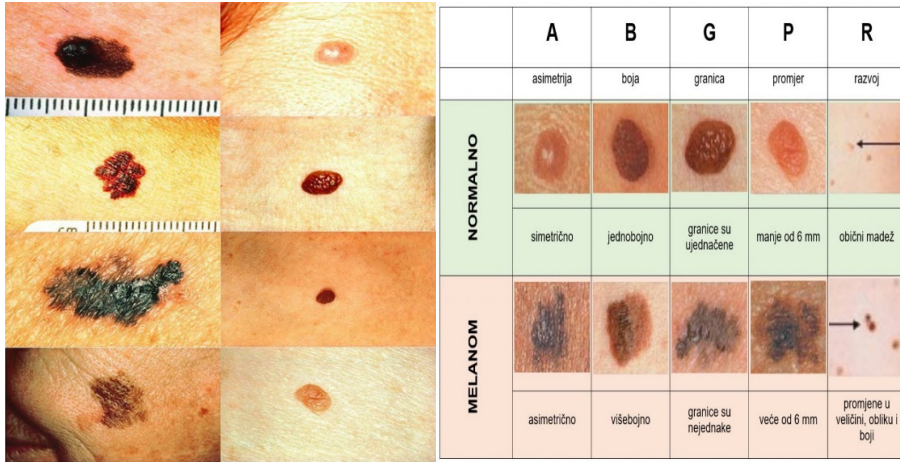 A B G P R
asimetrija boja granica promjer razvoj
NORMALNO
simetrično jednobojno granice su ujednačene manje od 6 mm obični madež
MELANOM
asimetrično višebojno granice su nejednake veće od 6 mm promjene u veličini, obliku i boji
cm